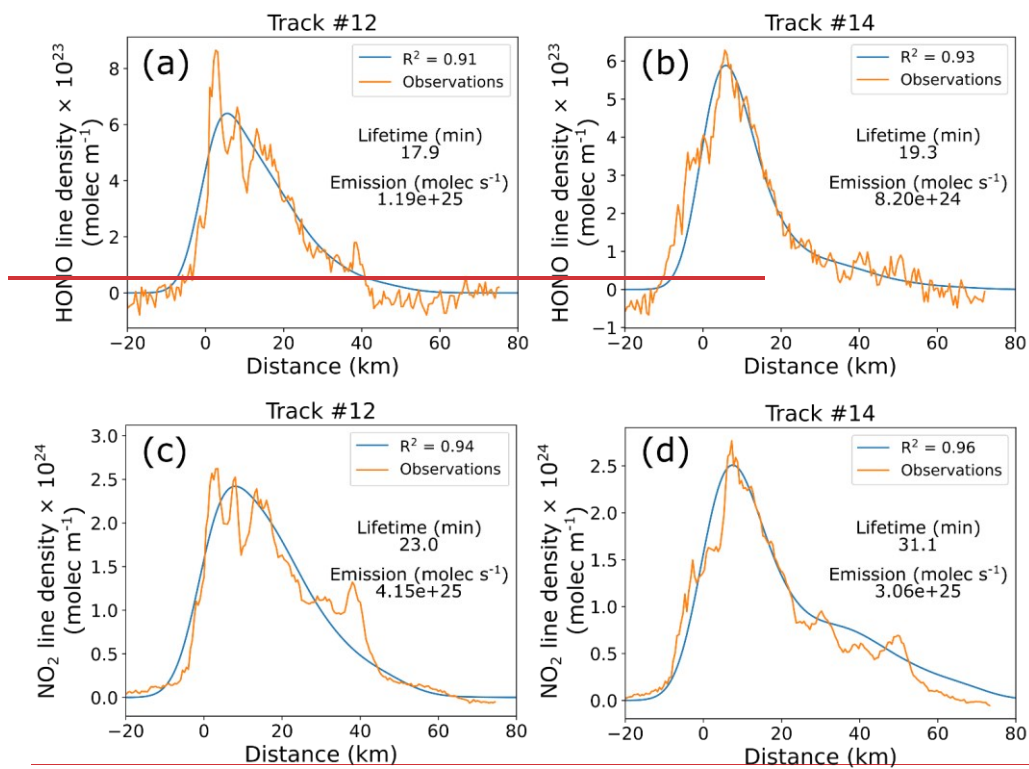 Track #12
(a)
R² = 0.91
Observations
Lifetime (min)
17.9
Emission (molec s⁻¹)
1.19e+25
HONO line density × 10²³
(molec m⁻¹)
8
6
4
2
0
−20 0 20 40 60 80
Distance (km)
Track #14
(b)
R² = 0.93
Observations
Lifetime (min)
19.3
Emission (molec s⁻¹)
8.20e+24
HONO line density × 10²³
(molec m⁻¹)
6
5
4
3
2
1
0
−1
−20 0 20 40 60 80
Distance (km)
Track #12
(c)
R² = 0.94
Observations
Lifetime (min)
23.0
Emission (molec s⁻¹)
4.15e+25
NO₂ line density × 10²⁴
(molec m⁻¹)
3.0
2.5
2.0
1.5
1.0
0.5
0.0
−20 0 20 40 60 80
Distance (km)
Track #14
(d)
R² = 0.96
Observations
Lifetime (min)
31.1
Emission (molec s⁻¹)
3.06e+25
NO₂ line density × 10²⁴
(molec m⁻¹)
2.5
2.0
1.5
1.0
0.5
0.0
−20 0 20 40 60 80
Distance (km)